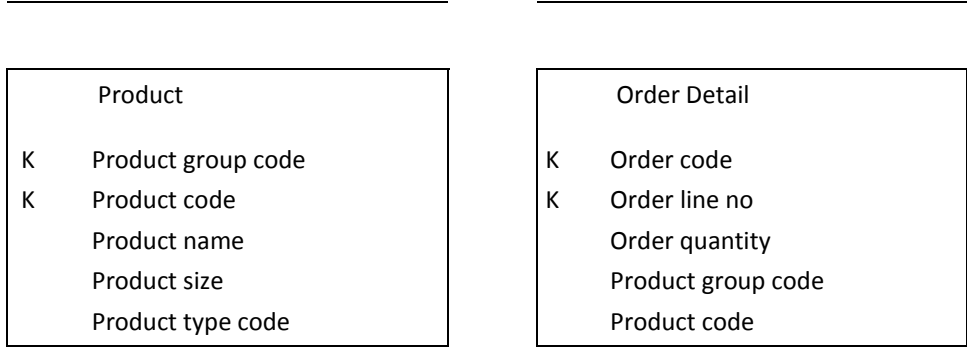 Product
K Product group code
K Product code
Product name
Product size
Product type code
Order Detail
K Order code
K Order line no
Order quantity
Product group code
Product code